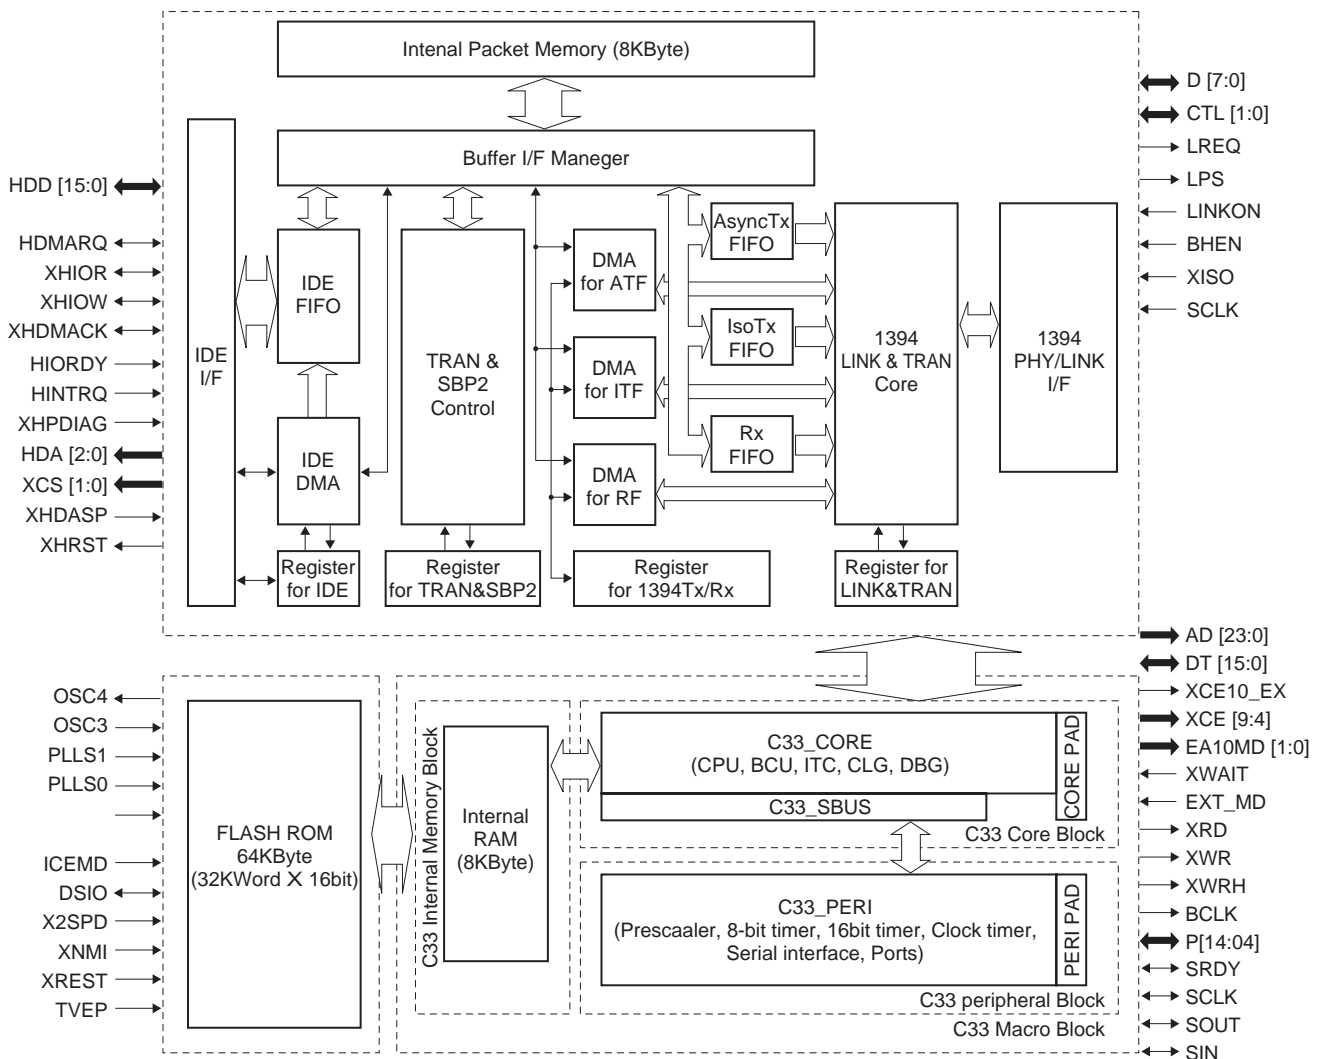 Intenal Packet Memory (8KByte)
Buffer I/F Maneger
HDD [15:0]
HDMARQ
XHIOR
XHIOW
XHDMACK
HIORDY
HINTRQ
XHPDIAG
HDA [2:0]
XCS [1:0]
XHDASP
XHRST
IDE
I/F
IDE
FIFO
IDE
DMA
Register
for IDE
TRAN &
SBP2
Control
Register
for TRAN&SBP2
DMA
for ATF
DMA
for ITF
DMA
for RF
Register
for 1394Tx/Rx
AsyncTx
FIFO
IsoTx
FIFO
Rx
FIFO
1394
LINK & TRAN
Core
Register for
LINK&TRAN
1394
PHY/LINK
I/F
D [7:0]
CTL [1:0]
LREQ
LPS
LINKON
BHEN
XISO
SCLK
OSC4
OSC3
PLLS1
PLLS0
ICEMD
DSIO
X2SPD
XNMI
XREST
TVEP
FLASH ROM
64KByte
(32KWord X 16bit)
C33 Internal Memory Block
Internal
RAM
(8KByte)
C33_CORE
(CPU, BCU, ITC, CLG, DBG)
C33_SBUS
CORE PAD
C33 Core Block
C33_PERI
(Prescaaler, 8-bit timer, 16bit timer, Clock timer,
Serial interface, Ports)
PERI PAD
C33 peripheral Block
C33 Macro Block
AD [23:0]
DT [15:0]
XCE10_EX
XCE [9:4]
EA10MD [1:0]
XWAIT
EXT_MD
XRD
XWR
XWRH
BCLK
P[14:04]
SRDY
SCLK
SOUT
SIN